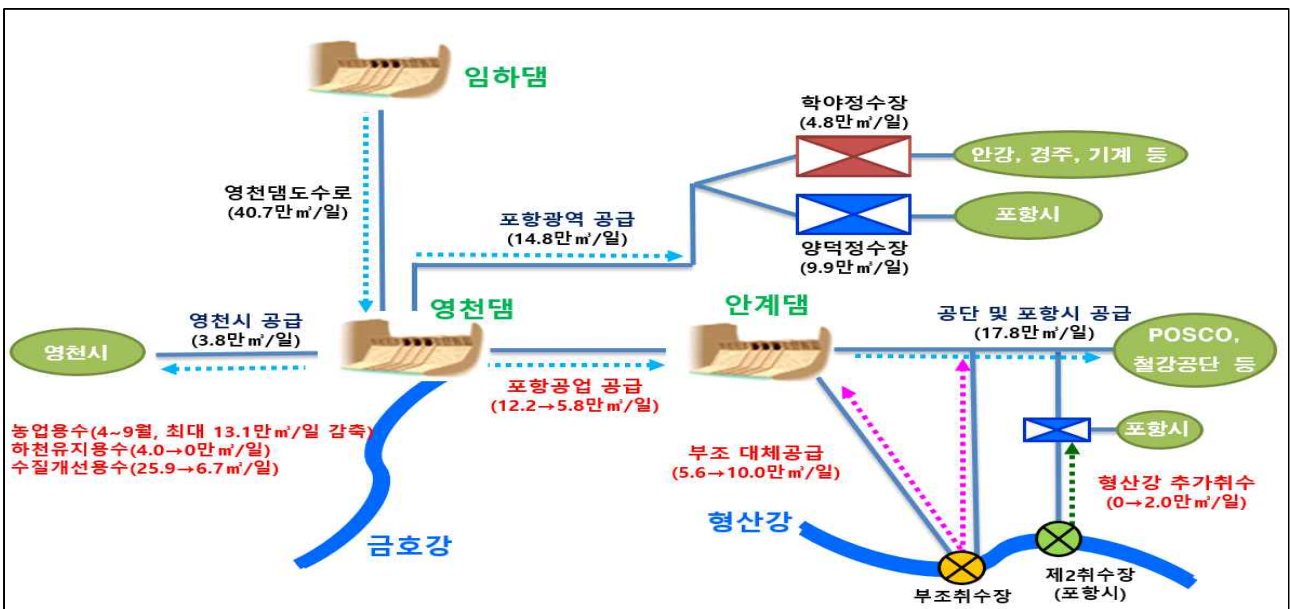 임하댐
학야정수장
(4.8만㎥/일)
안강, 경주, 기계 등
영천댐도수로
(40.7만㎥/일)
포항광역 공급
(14.8만㎥/일)
포항시
양덕정수장
(9.9만㎥/일)
영천댐
안계댐
영천시 공급
(3.8만㎥/일)
공단 및 포항시 공급
(17.8만㎥/일)
영천시
POSCO,
철강공단 등
포항공업 공급
(12.2→5.8만㎥/일)
농업용수(4~9월, 최대 13.1만㎥/일 감축)
하천유지용수(4.0→0만㎥/일)
수질개선용수(25.9→6.7㎥/일)
포항시
부조 대체공급
(5.6→10.0만㎥/일)
형산강 추가취수
(0→2.0만㎥/일)
형산강
금호강
제2취수장
(포항시)
부조취수장